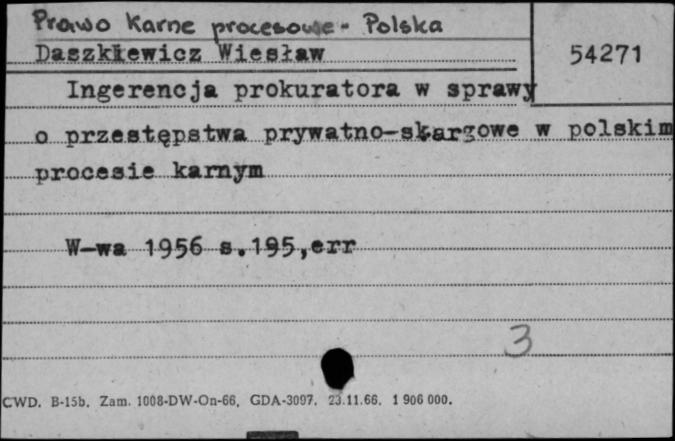 Prawo Karne procesowe - Polska
Daszkiewicz Wiesław
54271
Ingerencja prokuratora w sprawy
o przestępstwa prywatno-skargowe w polskim
procesie karnym
W-wa 1956 s.195,err
3
CWD. B-15b. Zam. 1008-DW-On-66. GDA-3097. 23.11.66. 1 906 000.